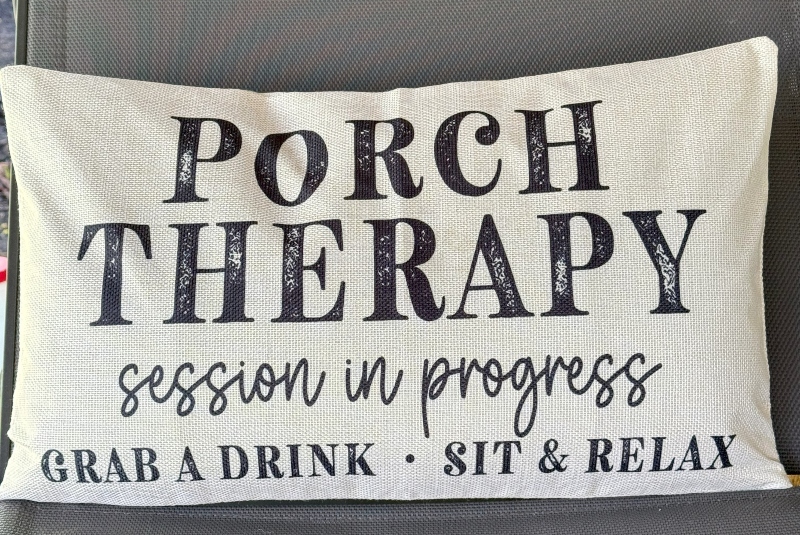 PORCH
THERAPY
session in progress
GRAB A DRINK • SIT & RELAX